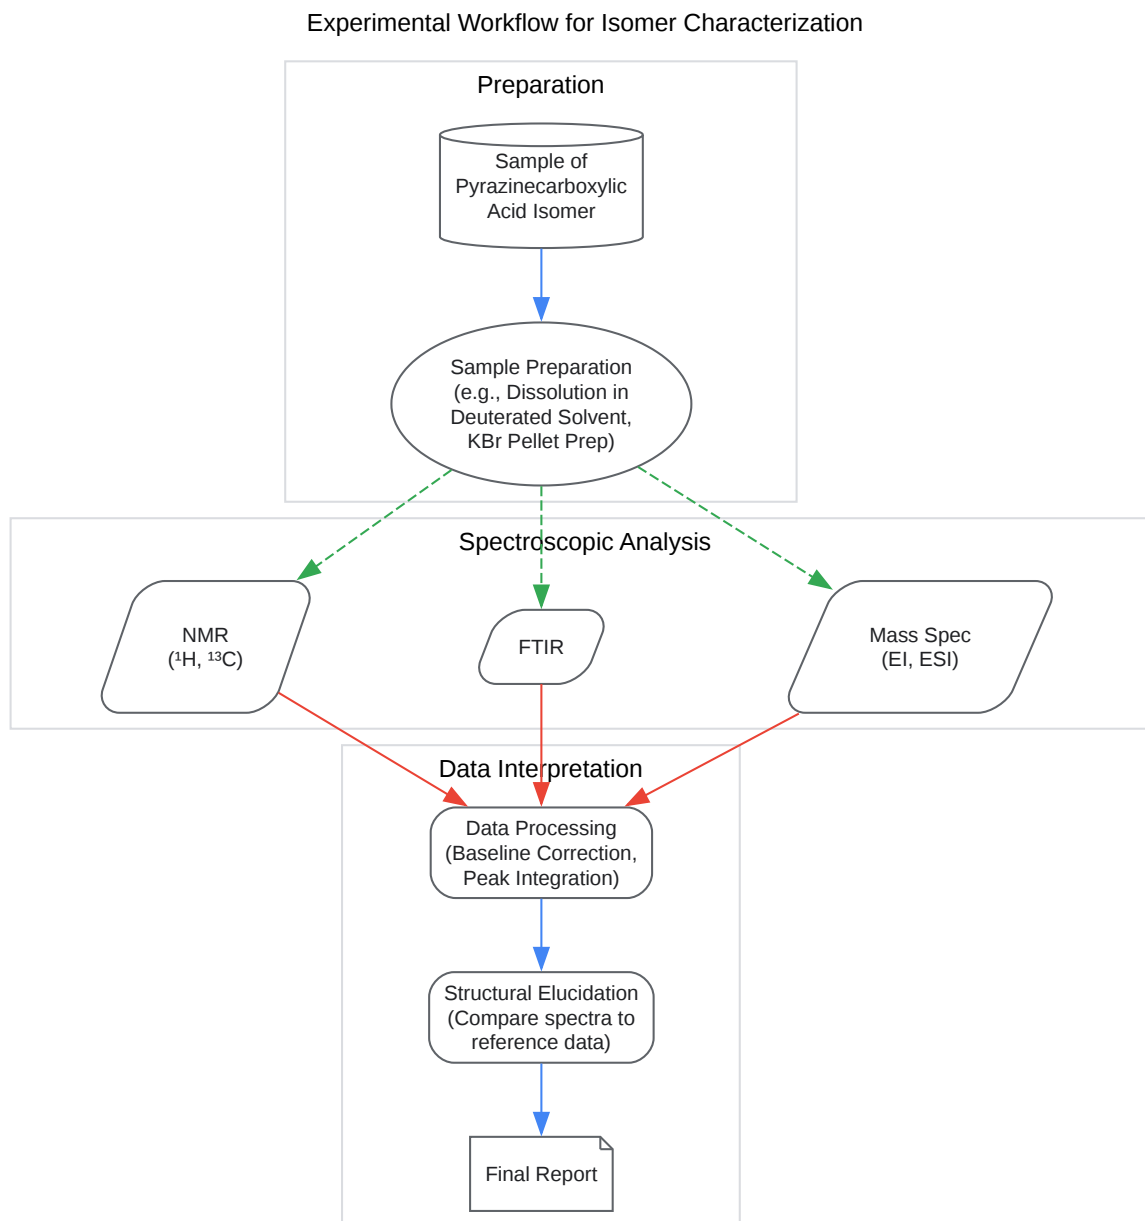 Experimental Workflow for Isomer Characterization
Preparation
Sample of
Pyrazinecarboxylic
Acid Isomer
Sample Preparation
(e.g., Dissolution in
Deuterated Solvent,
KBr Pellet Prep)
Spectroscopic Analysis
NMR
(¹H, ¹³C)
FTIR
Mass Spec
(EI, ESI)
Data Interpretation
Data Processing
(Baseline Correction,
Peak Integration)
Structural Elucidation
(Compare spectra to
reference data)
Final Report